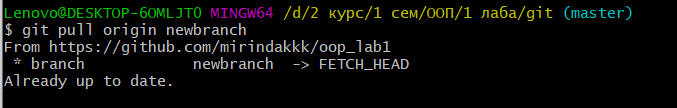 Lenovo@DESKTOP-6OMLJTO MINGW64 /d/2 курс/1 сем/ООП/1 лаба/git (master)
$ git pull origin newbranch
From https://github.com/mirindakkk/oop_lab1
 * branch            newbranch  -> FETCH_HEAD
Already up to date.